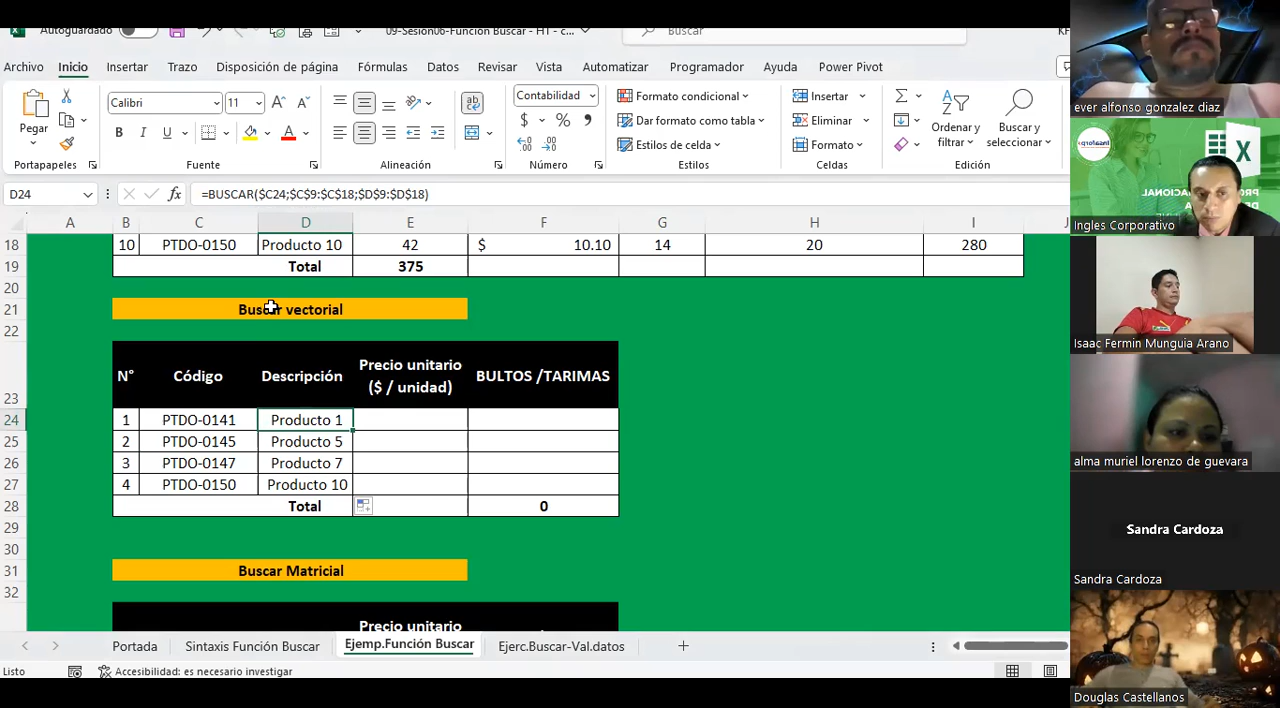 Autoguardado
09-Sesión06-Función Buscar - HT - c...
Buscar
Archivo Inicio Insertar Trazo Disposición de página Fórmulas Datos Revisar Vista Automatizar Programador Ayuda Power Pivot
Pegar
Calibri 11
Contabilidad
Formato condicional
Dar formato como tabla
Estilos de celda
Insertar
Eliminar
Formato
Ordenar y filtrar
Buscar y seleccionar
Portapapeles Fuente Alineación Número Estilos Celdas Edición
D24 fx =BUSCAR($C24;$C$9:$C$18;$D$9:$D$18)
A B C D E F G H I
18 10 PTDO-0150 Producto 10 42 $ 10.10 14 20 280
19 Total 375
20
21 Buscar vectorial
22
23 N° Código Descripción Precio unitario ($ / unidad) BULTOS /TARIMAS
24 1 PTDO-0141 Producto 1
25 2 PTDO-0145 Producto 5
26 3 PTDO-0147 Producto 7
27 4 PTDO-0150 Producto 10
28 Total 0
29
30
31 Buscar Matricial
32
Precio unitario
Portada Sintaxis Función Buscar Ejemp.Función Buscar Ejerc.Buscar-Val.datos
Listo Accesibilidad: es necesario investigar
ever alfonso gonzalez diaz
Ingles Corporativo
Isaac Fermin Munguia Arano
alma muriel lorenzo de guevara
Sandra Cardoza
Sandra Cardoza
Douglas Castellanos